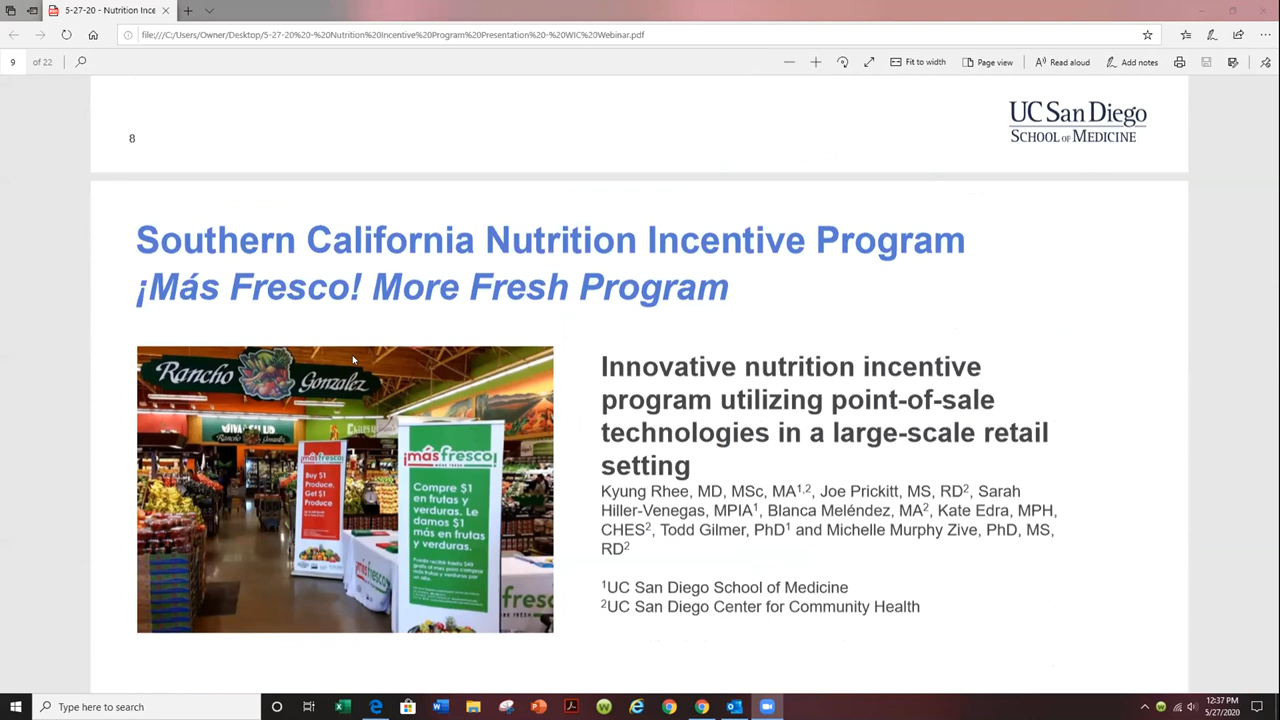 5-27-20 - Nutrition Ince
file:///C:/Users/Owner/Desktop/5-27-20%20-%20Nutrition%20Incentive%20Program%20Presentation%20-%20WIC%20Webinar.pdf
9 of 22
Fit to width
Page view
Read aloud
Add notes
8
UC San Diego
SCHOOL OF MEDICINE
Southern California Nutrition Incentive Program
¡Más Fresco! More Fresh Program
Rancho Gonzalez
¡másfresco!
Buy $1
Produce,
Get $1
Produce
¡másfresco!
MORE FRESH
Compre $1
en frutas y
verduras. Le
damos $1
más en frutas
y verduras.
Innovative nutrition incentive
program utilizing point-of-sale
technologies in a large-scale retail
setting
Kyung Rhee, MD, MSc, MA1,2, Joe Prickitt, MS, RD2, Sarah
Hiller-Venegas, MPIA1, Blanca Meléndez, MA2, Kate Edra, MPH,
CHES2, Todd Gilmer, PhD1 and Michelle Murphy Zive, PhD, MS,
RD2
1UC San Diego School of Medicine
2UC San Diego Center for Community Health
Type here to search
12:37 PM
5/27/2020